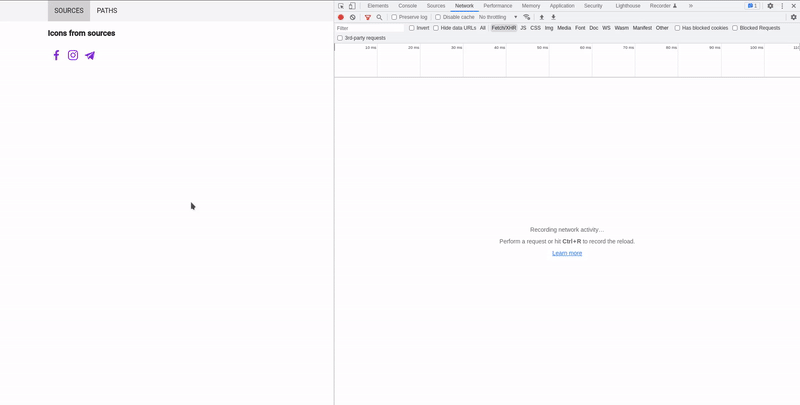 SOURCES PATHS
Icons from sources
Elements Console Sources Network Performance Memory Application Security Lighthouse Recorder » 1
Preserve log Disable cache No throttling
Filter Invert Hide data URLs All Fetch/XHR JS CSS Img Media Font Doc WS Wasm Manifest Other Has blocked cookies Blocked Requests
3rd-party requests
10 ms 20 ms 30 ms 40 ms 50 ms 60 ms 70 ms 80 ms 90 ms 100 ms
Recording network activity…
Perform a request or hit Ctrl+R to record the reload.
Learn more